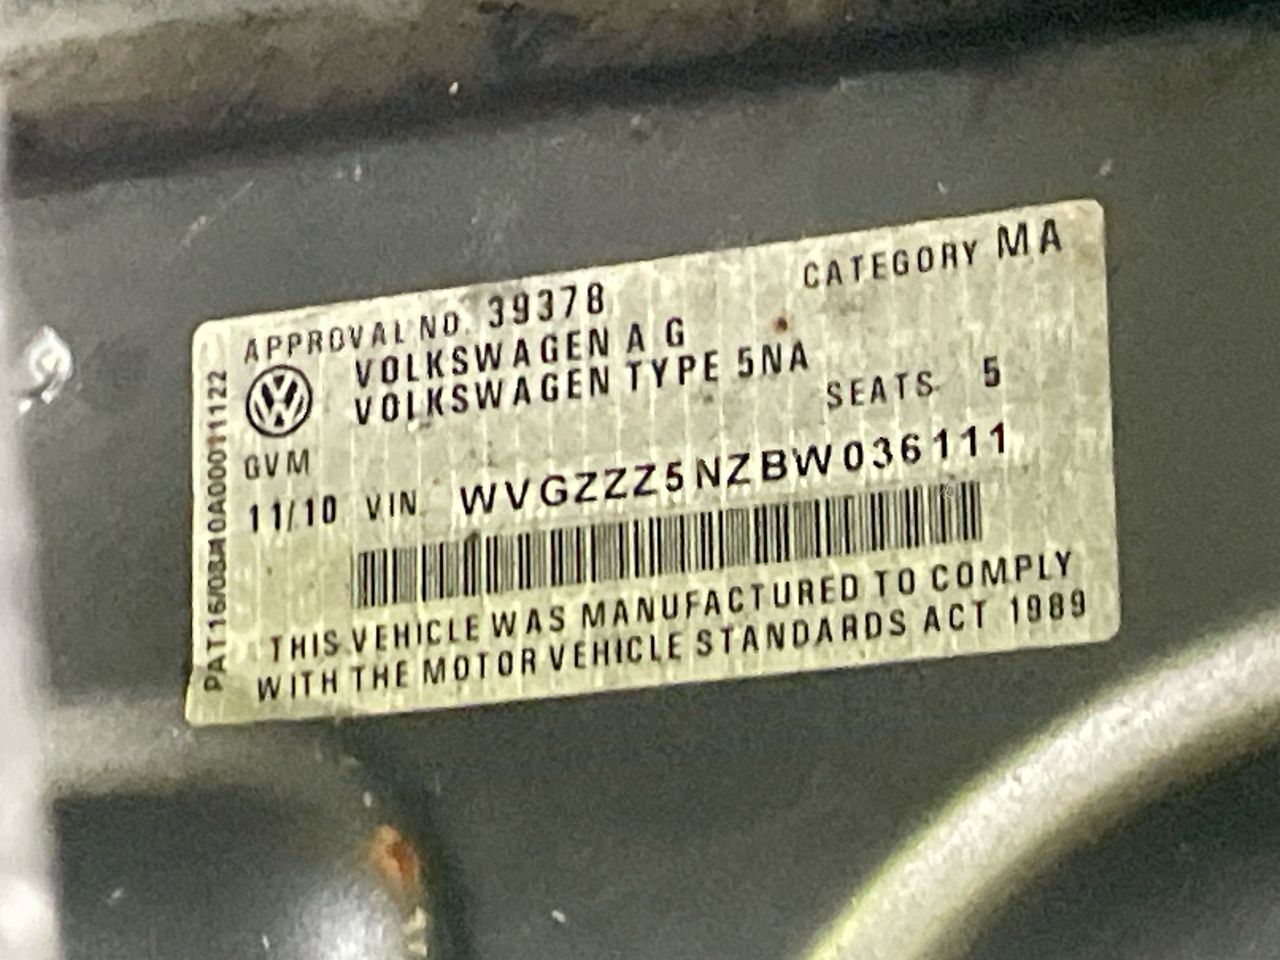 APPROVAL NO. 39378 CATEGORY MA
VOLKSWAGEN A G
VOLKSWAGEN TYPE 5NA
SEATS 5
GVM
11/10 VIN. WVGZZZ5NZBW036111
THIS VEHICLE WAS MANUFACTURED TO COMPLY
WITH THE MOTOR VEHICLE STANDARDS ACT 1989